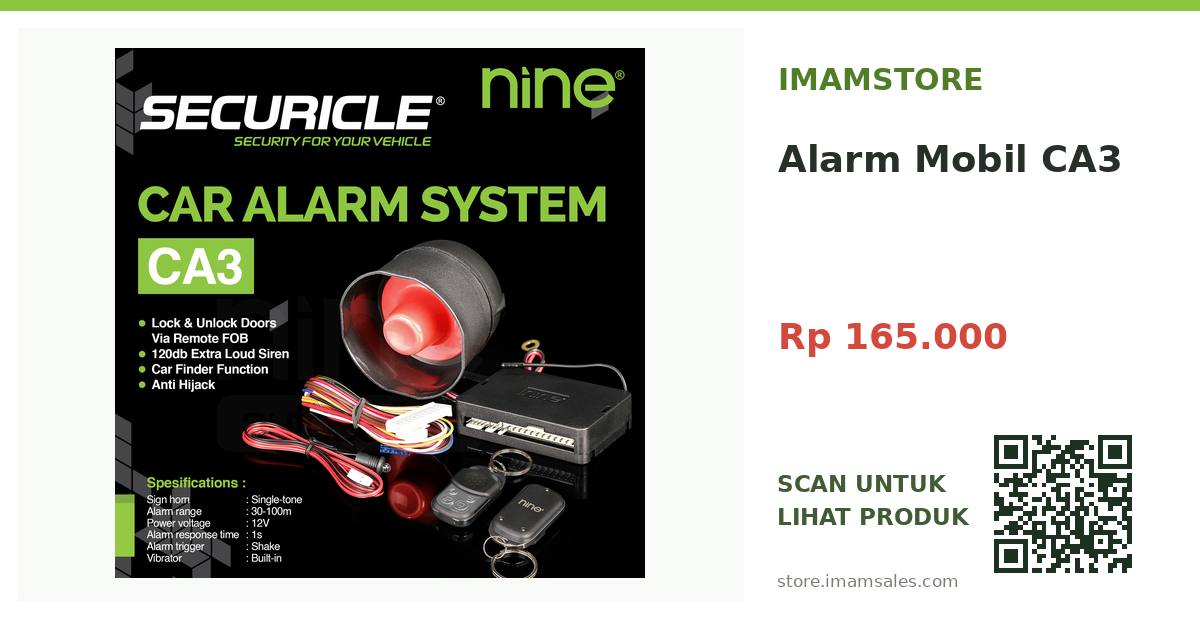 nine®
SECURICLE®
SECURITY FOR YOUR VEHICLE
CAR ALARM SYSTEM
CA3
Lock & Unlock Doors
Via Remote FOB
120db Extra Loud Siren
Car Finder Function
Anti Hijack
nine
nine
Specifications :
Sign horn : Single-tone
Alarm range : 30-100m
Power voltage : 12V
Alarm response time : 1s
Alarm trigger : Shake
Vibrator : Built-in
IMAMSTORE
Alarm Mobil CA3
Rp 165.000
SCAN UNTUK
LIHAT PRODUK
store.imamsales.com